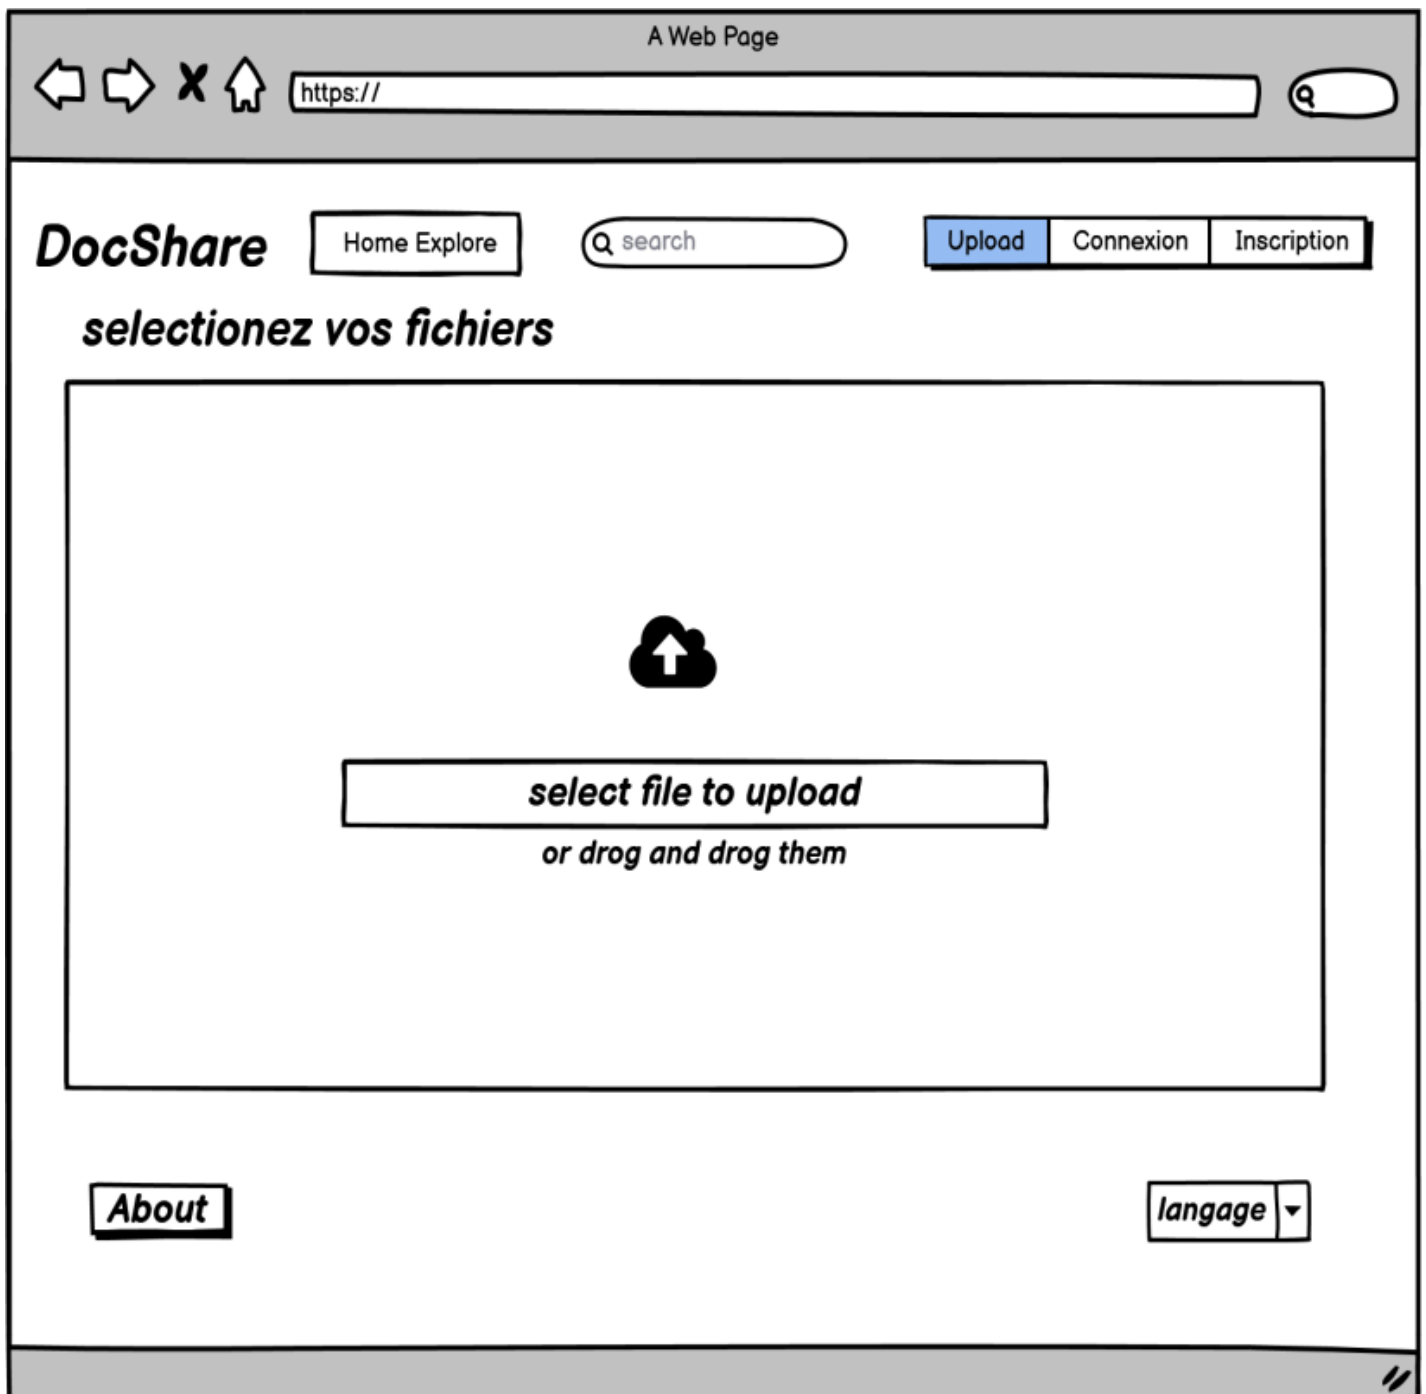 A Web Page
https://
DocShare
Home Explore
search
Upload
Connexion
Inscription
selectionez vos fichiers
select file to upload
or drog and drog them
About
langage